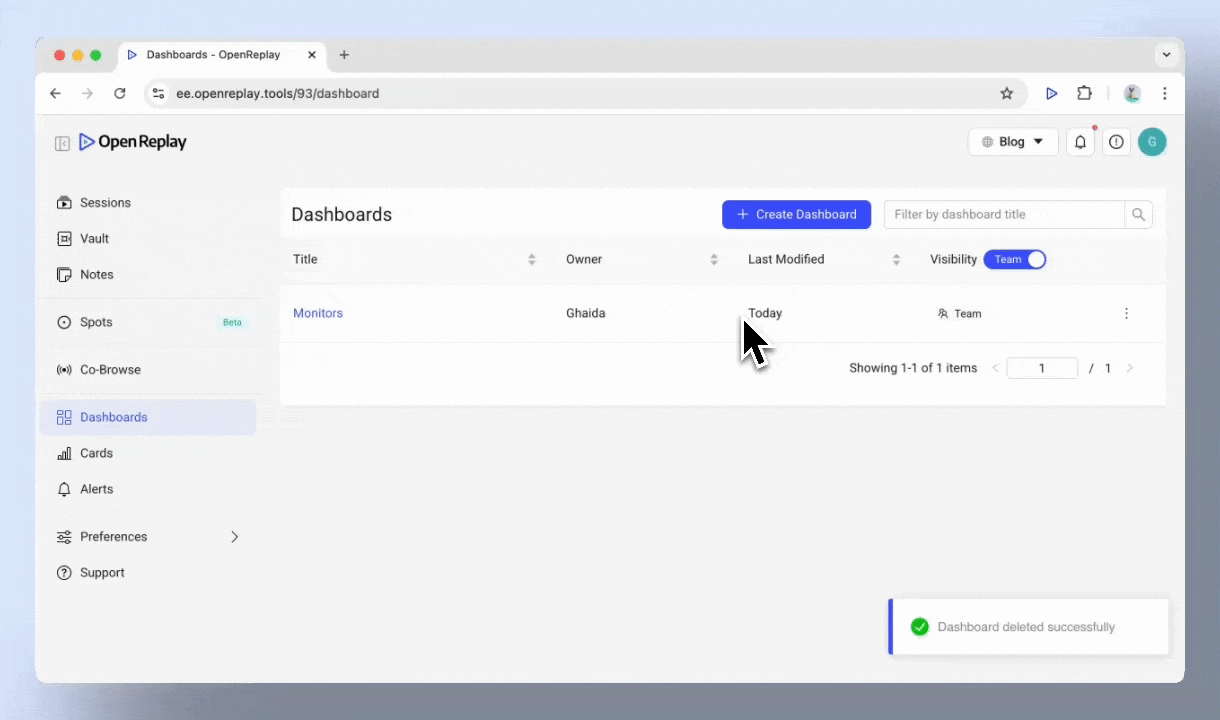 Dashboards - OpenReplay
ee.openreplay.tools/93/dashboard
OpenReplay
Blog
G
Sessions
Vault
Notes
Spots Beta
Co-Browse
Dashboards
Cards
Alerts
Preferences
Support
Dashboards
+ Create Dashboard
Filter by dashboard title
Title Owner Last Modified Visibility Team
Monitors Ghaida Today Team
Showing 1-1 of 1 items < 1 / 1 >
Dashboard deleted successfully